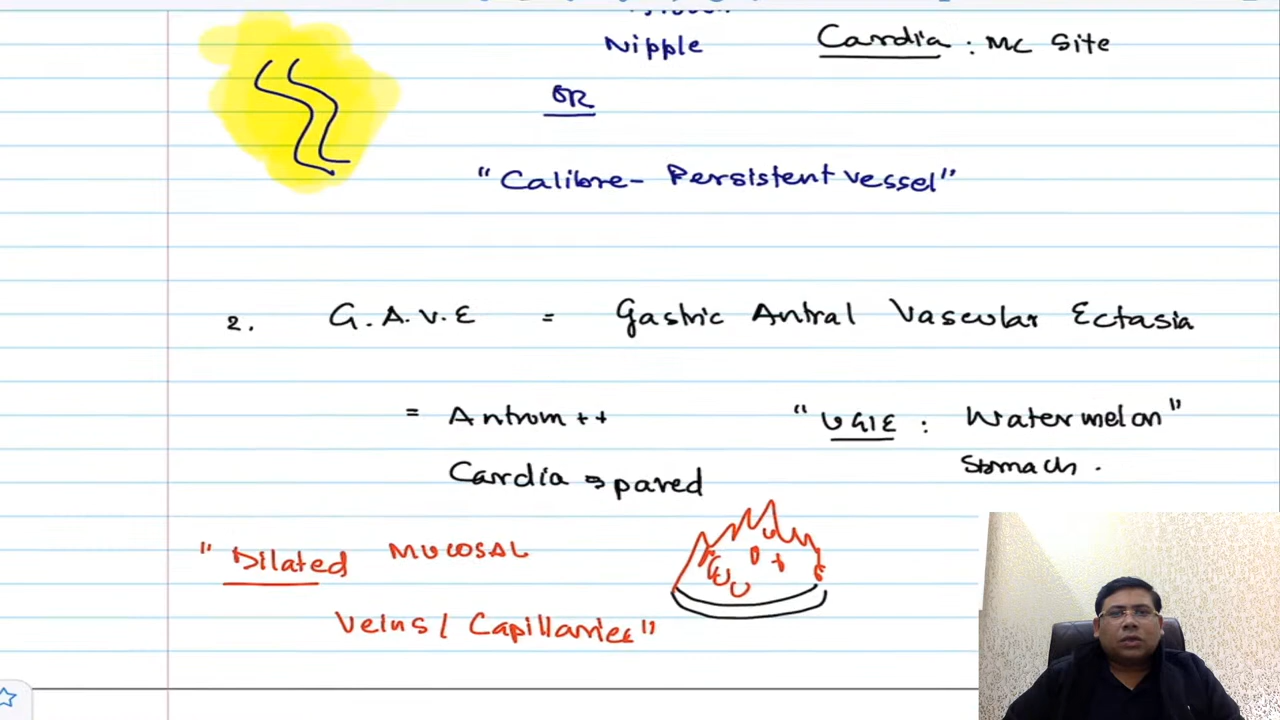 Nipple
Cardia : MC Site
OR
"Calibre- Persistent vessel"
2. G.A.V.E = Gastric Antral Vascular Ectasia
= Antrum ++
"UGIE : Watermelon"
Stomach.
Cardia spared
"Dilated MUCOSAL
Veins / Capillaries"